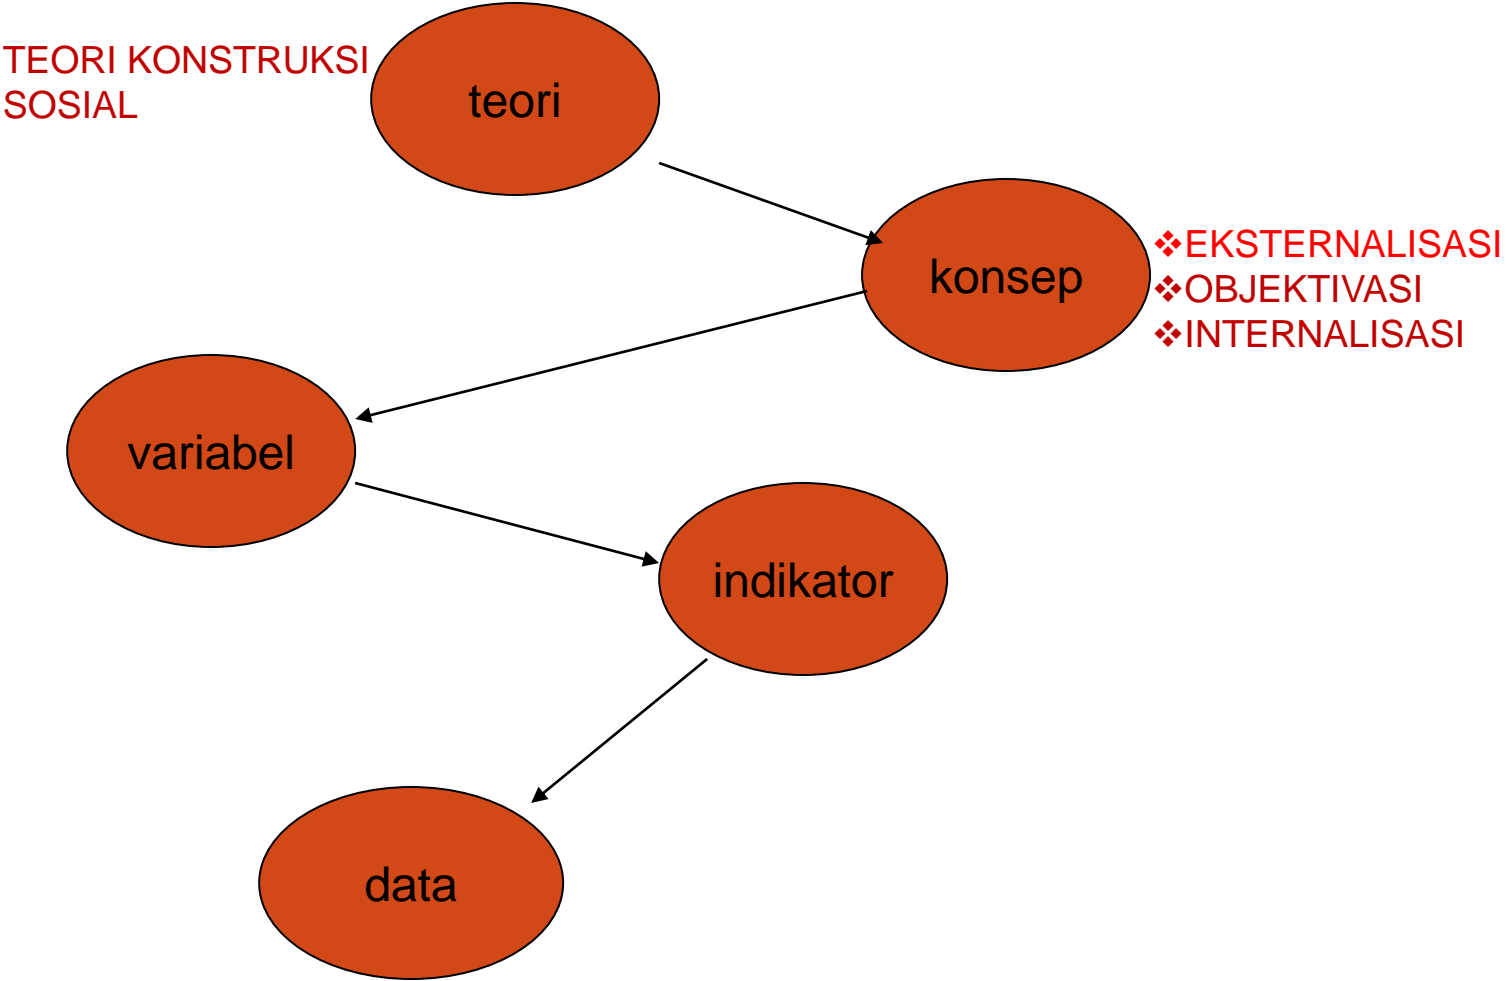 TEORI KONSTRUKSI
SOSIAL
teori
konsep
❖EKSTERNALISASI
❖OBJEKTIVASI
❖INTERNALISASI
variabel
indikator
data